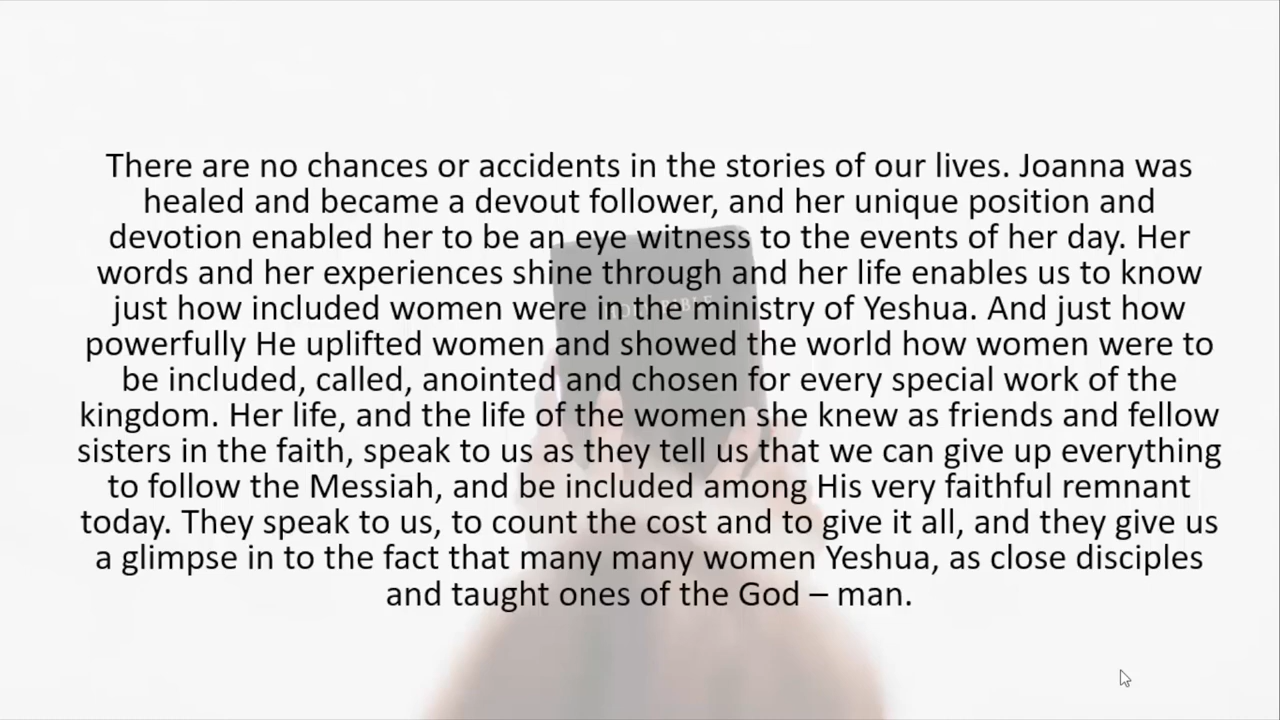 There are no chances or accidents in the stories of our lives. Joanna was
healed and became a devout follower, and her unique position and
devotion enabled her to be an eye witness to the events of her day. Her
words and her experiences shine through and her life enables us to know
just how included women were in the ministry of Yeshua. And just how
powerfully He uplifted women and showed the world how women were to
be included, called, anointed and chosen for every special work of the
kingdom. Her life, and the life of the women she knew as friends and fellow
sisters in the faith, speak to us as they tell us that we can give up everything
to follow the Messiah, and be included among His very faithful remnant
today. They speak to us, to count the cost and to give it all, and they give us
a glimpse in to the fact that many many women Yeshua, as close disciples
and taught ones of the God – man.
HOLY BIBLE